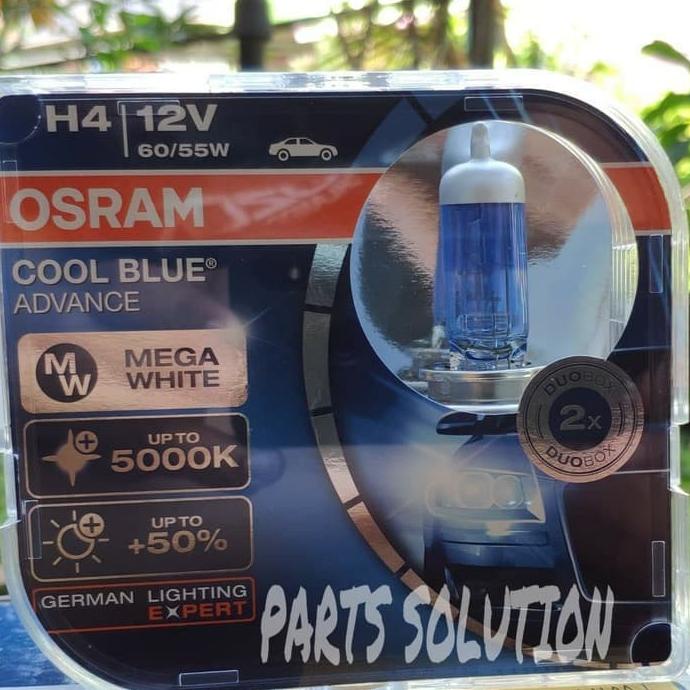 H4 12V
60/55W
OSRAM
COOL BLUE®
ADVANCE
MW MEGA
WHITE
UP TO
5000K
UP TO
+50%
GERMAN LIGHTING
EXPERT
DUOBOX
2x
DUOBOX
PARTS SOLUTION